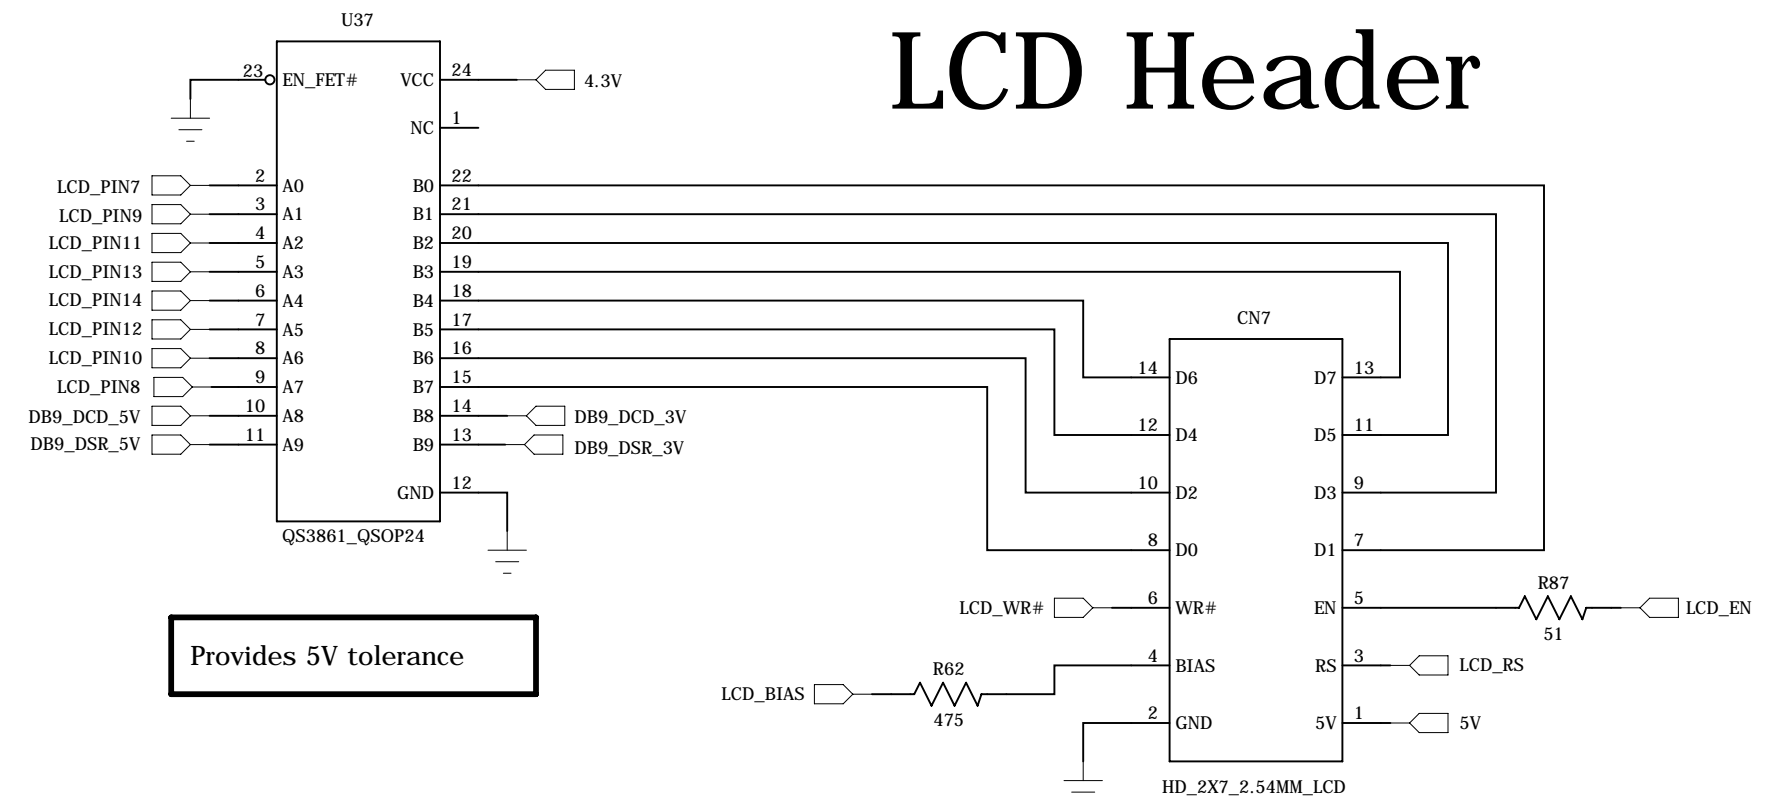 LCD Header
U37
23 EN_FET# VCC 24 4.3V
NC 1
LCD_PIN7 2 A0 B0 22
LCD_PIN9 3 A1 B1 21
LCD_PIN11 4 A2 B2 20
LCD_PIN13 5 A3 B3 19
LCD_PIN14 6 A4 B4 18
LCD_PIN12 7 A5 B5 17
LCD_PIN10 8 A6 B6 16
LCD_PIN8 9 A7 B7 15
DB9_DCD_5V 10 A8 B8 14 DB9_DCD_3V
DB9_DSR_5V 11 A9 B9 13 DB9_DSR_3V
GND 12
QS3861_QSOP24
Provides 5V tolerance
CN7
14 D6 D7 13
12 D4 D5 11
10 D2 D3 9
8 D0 D1 7
R87
LCD_WR# 6 WR# EN 5 LCD_EN
51
4 BIAS RS 3 LCD_RS
R62
LCD_BIAS
475
2 GND 5V 1 5V
HD_2X7_2.54MM_LCD